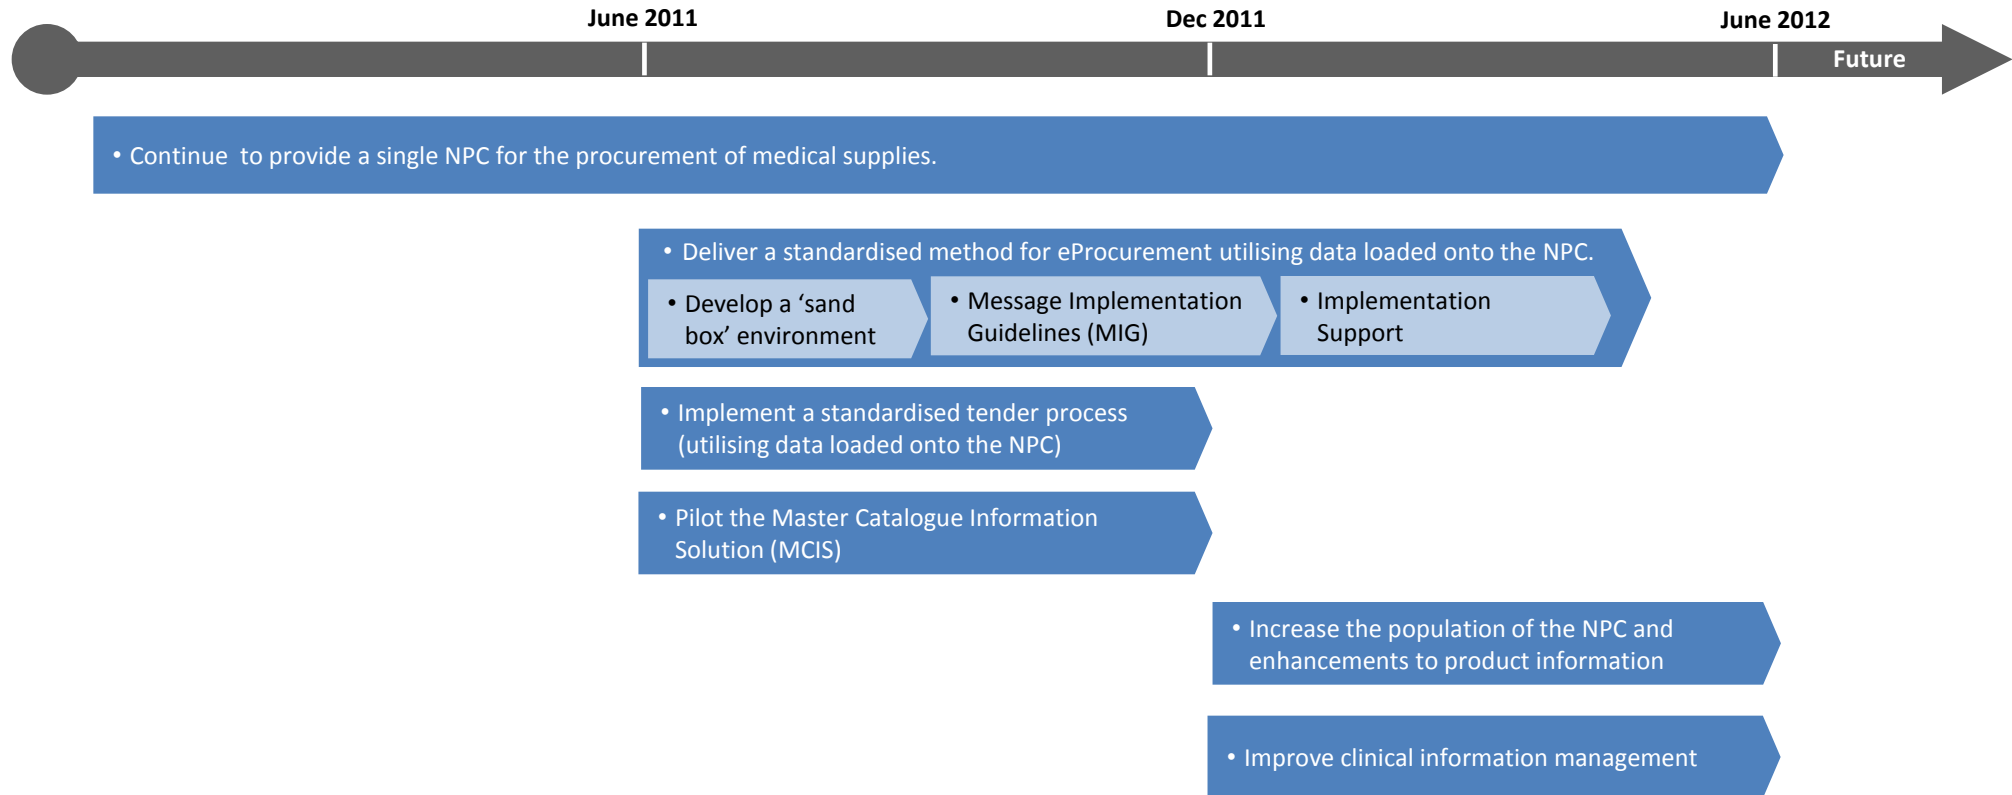 June 2011
Dec 2011
June 2012
Future
• Continue  to provide a single NPC for the procurement of medical supplies.
• Deliver a standardised method for eProcurement utilising data loaded onto the NPC.
• Develop a ‘sand
box’ environment
• Message Implementation
Guidelines (MIG)
• Implementation
Support
• Implement a standardised tender process
(utilising data loaded onto the NPC)
• Pilot the Master Catalogue Information
Solution (MCIS)
• Increase the population of the NPC and
enhancements to product information
• Improve clinical information management